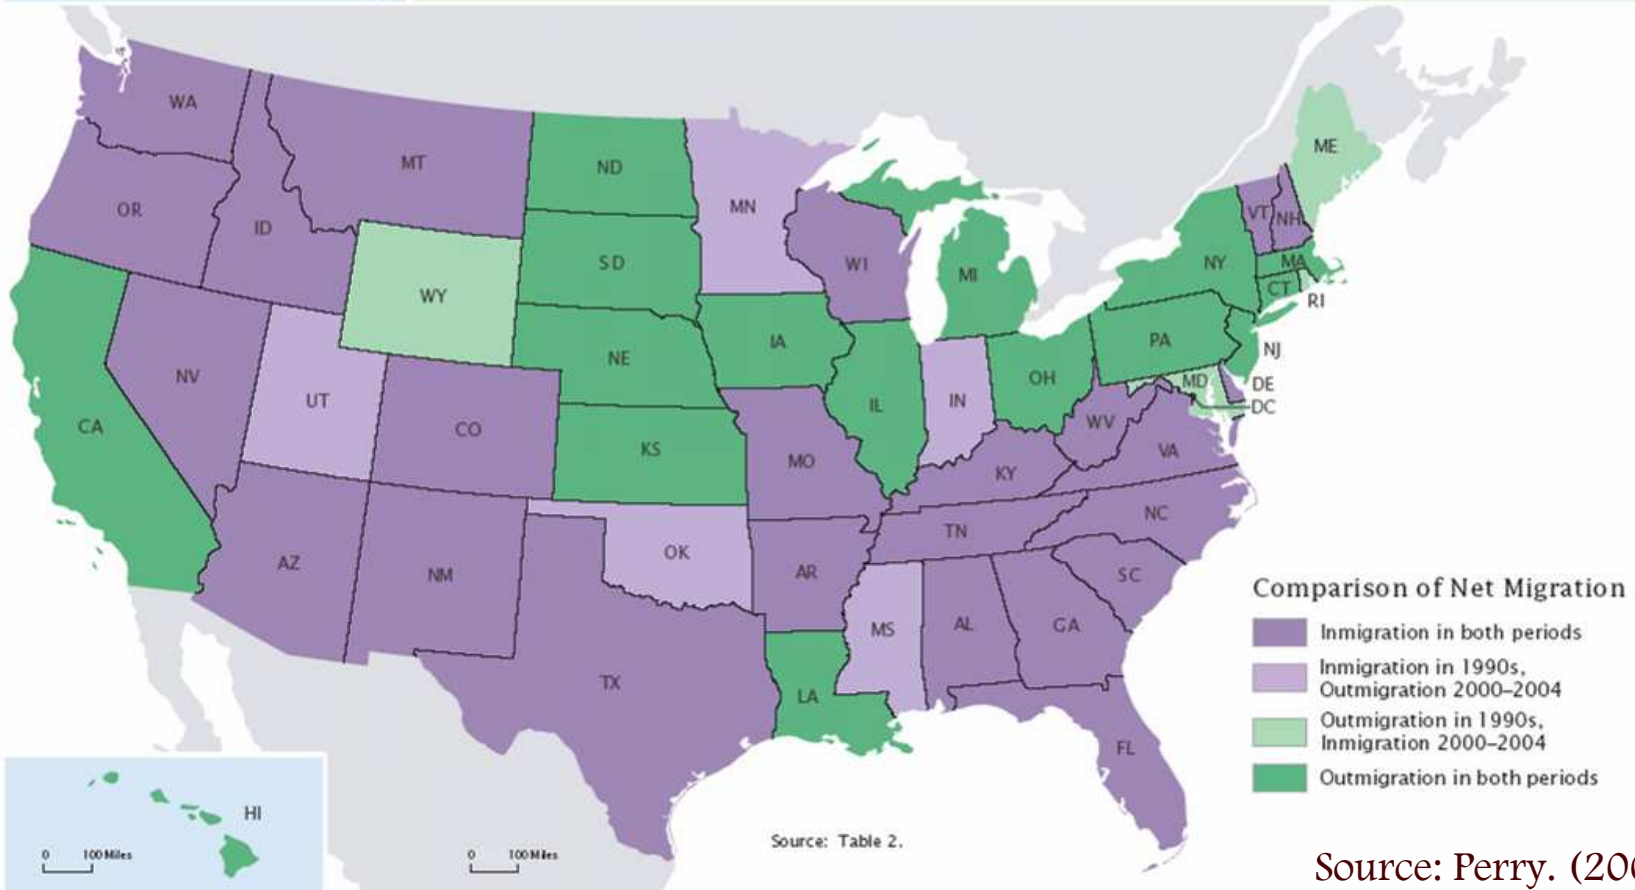 WA
MT
ND
MN
ME
OR
ID
SD
WI
MI
NY
VT
NH
MA
CT
RI
WY
NE
IA
PA
NJ
NV
UT
CO
KS
MO
IL
IN
OH
MD
DE
DC
WV
VA
KY
CA
AZ
NM
OK
AR
TN
NC
SC
MS
AL
GA
TX
LA
FL
HI
0 100 Miles
0 100 Miles
Comparison of Net Migration
Inmigration in both periods
Inmigration in 1990s,
Outmigration 2000–2004
Outmigration in 1990s,
Inmigration 2000–2004
Outmigration in both periods
Source: Table 2.
Source: Perry. (200